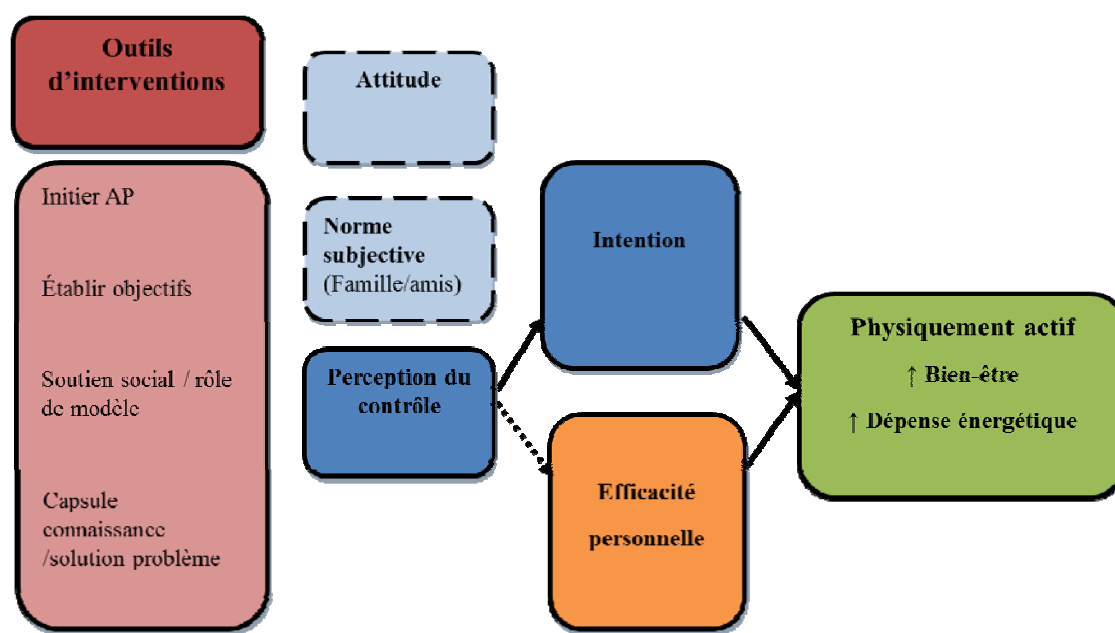 Outils
d’interventions
Initier AP
Établir objectifs
Soutien social / rôle
de modèle
Capsule
connaissance
/solution problème
Attitude
Norme
subjective
(Famille/amis)
Perception du
contrôle
Intention
Efficacité
personnelle
Physiquement actif
↑ Bien-être
↑ Dépense énergétique